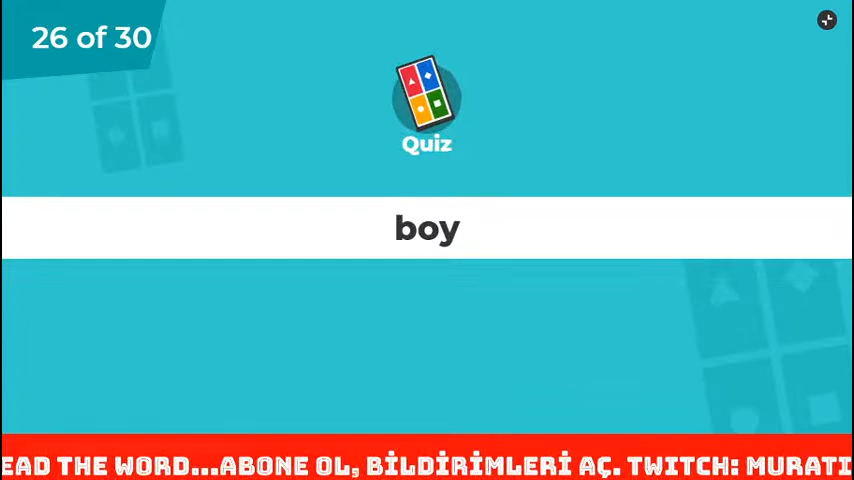 26 of 30
Quiz
boy
EAD THE WORD...ABONE OL, BİLDİRİMLERİ AÇ. TWITCH: MURATI